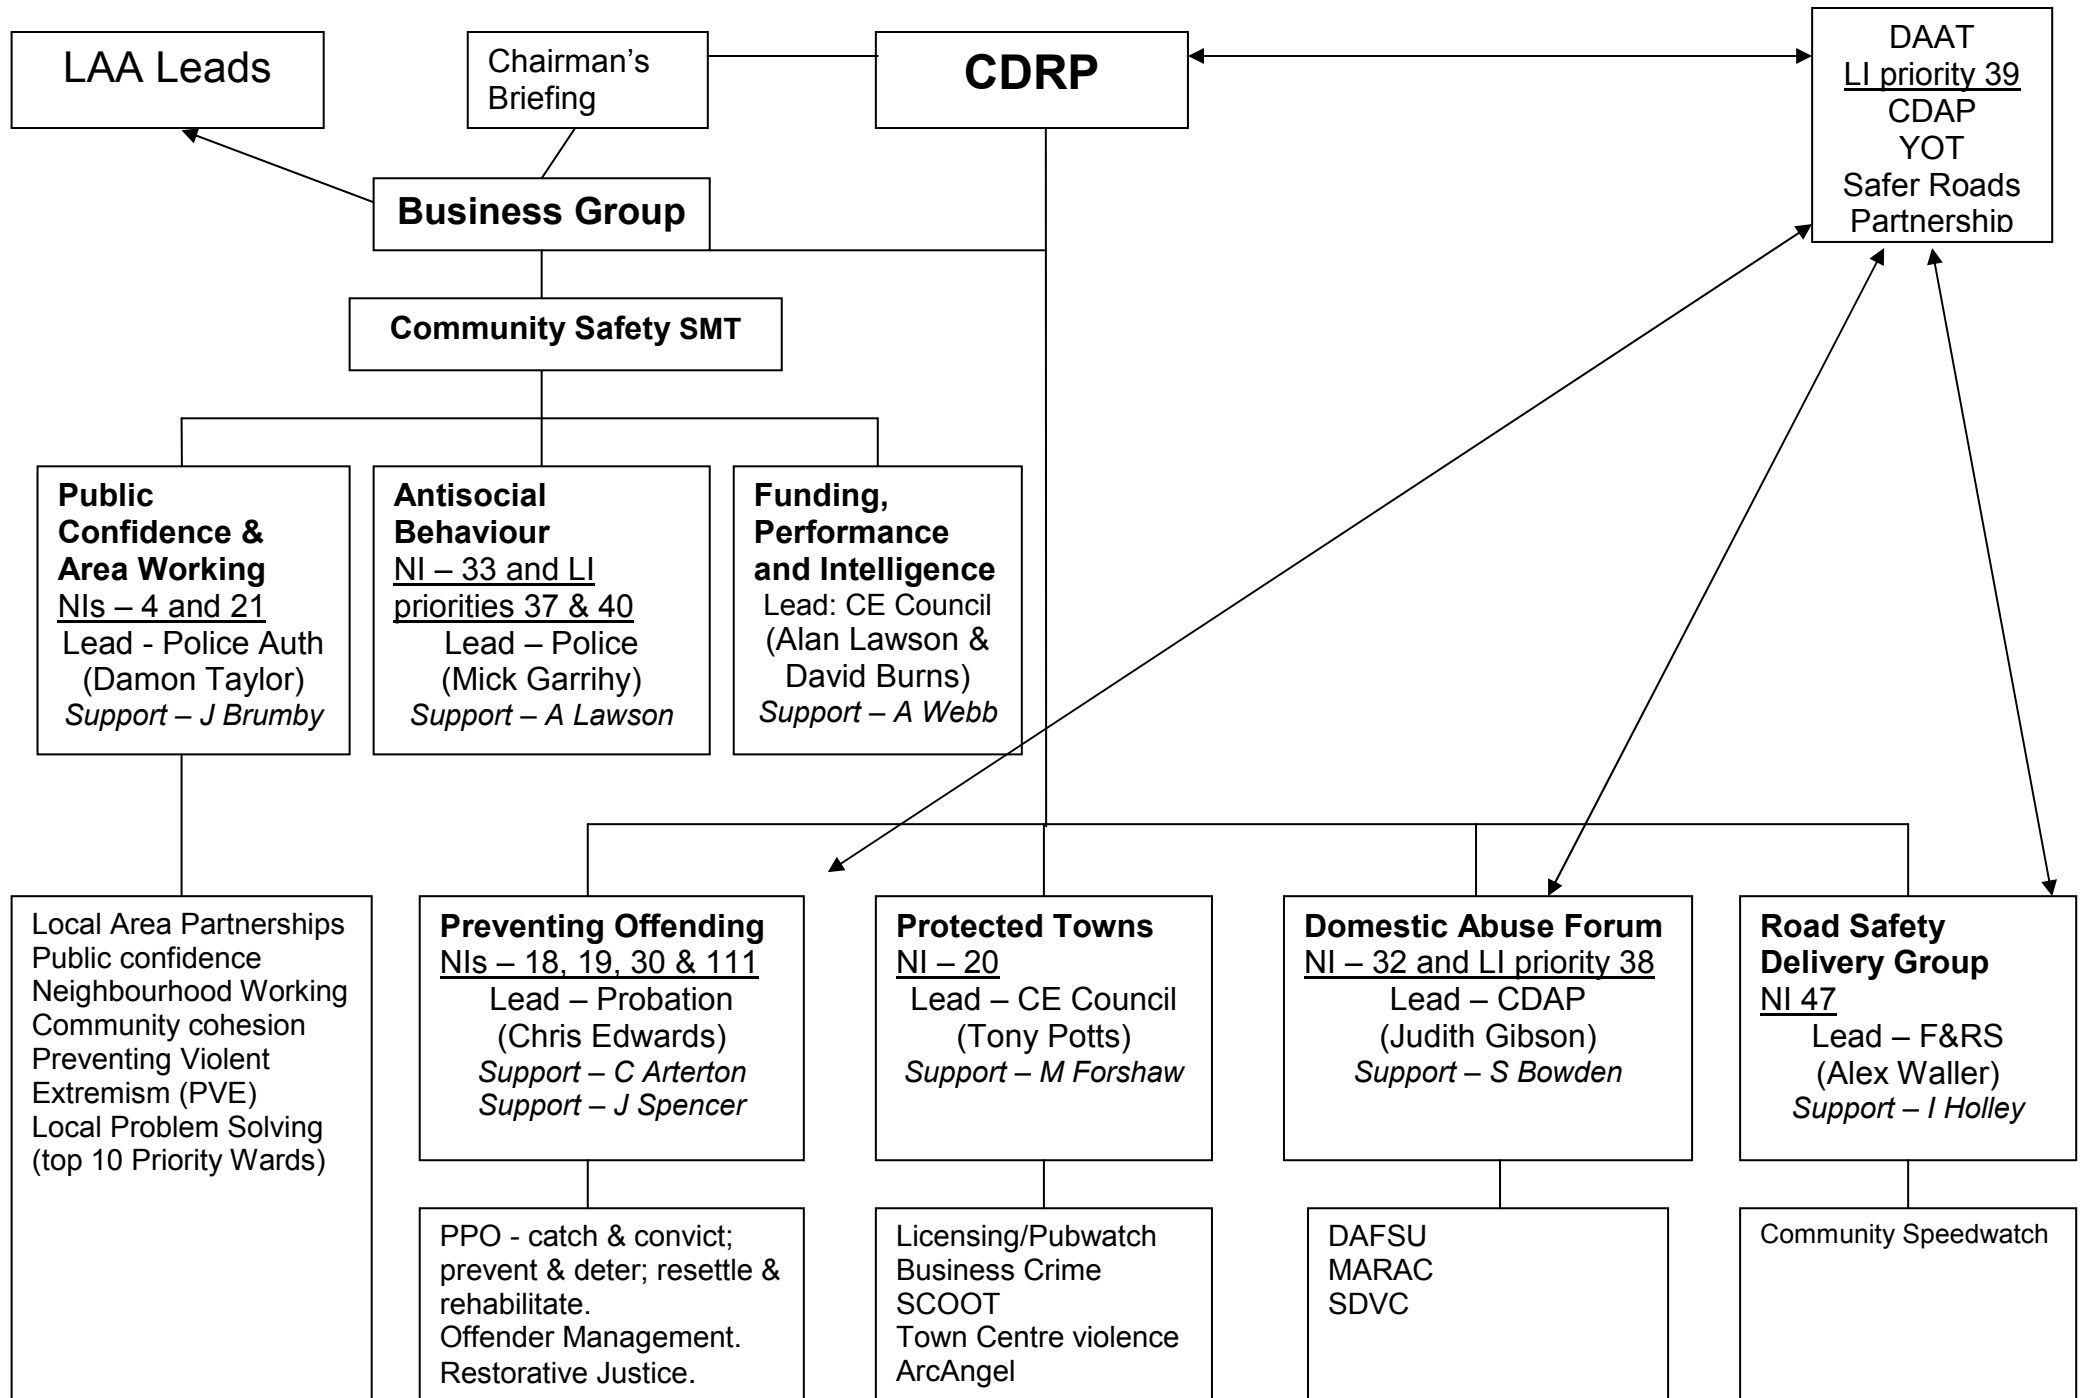 LAA Leads
Chairman’s
Briefing
CDRP
DAAT
LI priority 39
CDAP
YOT
Safer Roads
Partnership
Business Group
Community Safety SMT
Public
Confidence &
Area Working
NIs – 4 and 21
Lead - Police Auth
(Damon Taylor)
Support – J Brumby
Antisocial
Behaviour
NI – 33 and LI
priorities 37 & 40
Lead – Police
(Mick Garrihy)
Support – A Lawson
Funding,
Performance
and Intelligence
Lead: CE Council
(Alan Lawson &
David Burns)
Support – A Webb
Local Area Partnerships
Public confidence
Neighbourhood Working
Community cohesion
Preventing Violent
Extremism (PVE)
Local Problem Solving
(top 10 Priority Wards)
Preventing Offending
NIs – 18, 19, 30 & 111
Lead – Probation
(Chris Edwards)
Support – C Arterton
Support – J Spencer
Protected Towns
NI – 20
Lead – CE Council
(Tony Potts)
Support – M Forshaw
Domestic Abuse Forum
NI – 32 and LI priority 38
Lead – CDAP
(Judith Gibson)
Support – S Bowden
Road Safety
Delivery Group
NI 47
Lead – F&RS
(Alex Waller)
Support – I Holley
PPO - catch & convict;
prevent & deter; resettle &
rehabilitate.
Offender Management.
Restorative Justice.
Licensing/Pubwatch
Business Crime
SCOOT
Town Centre violence
ArcAngel
DAFSU
MARAC
SDVC
Community Speedwatch